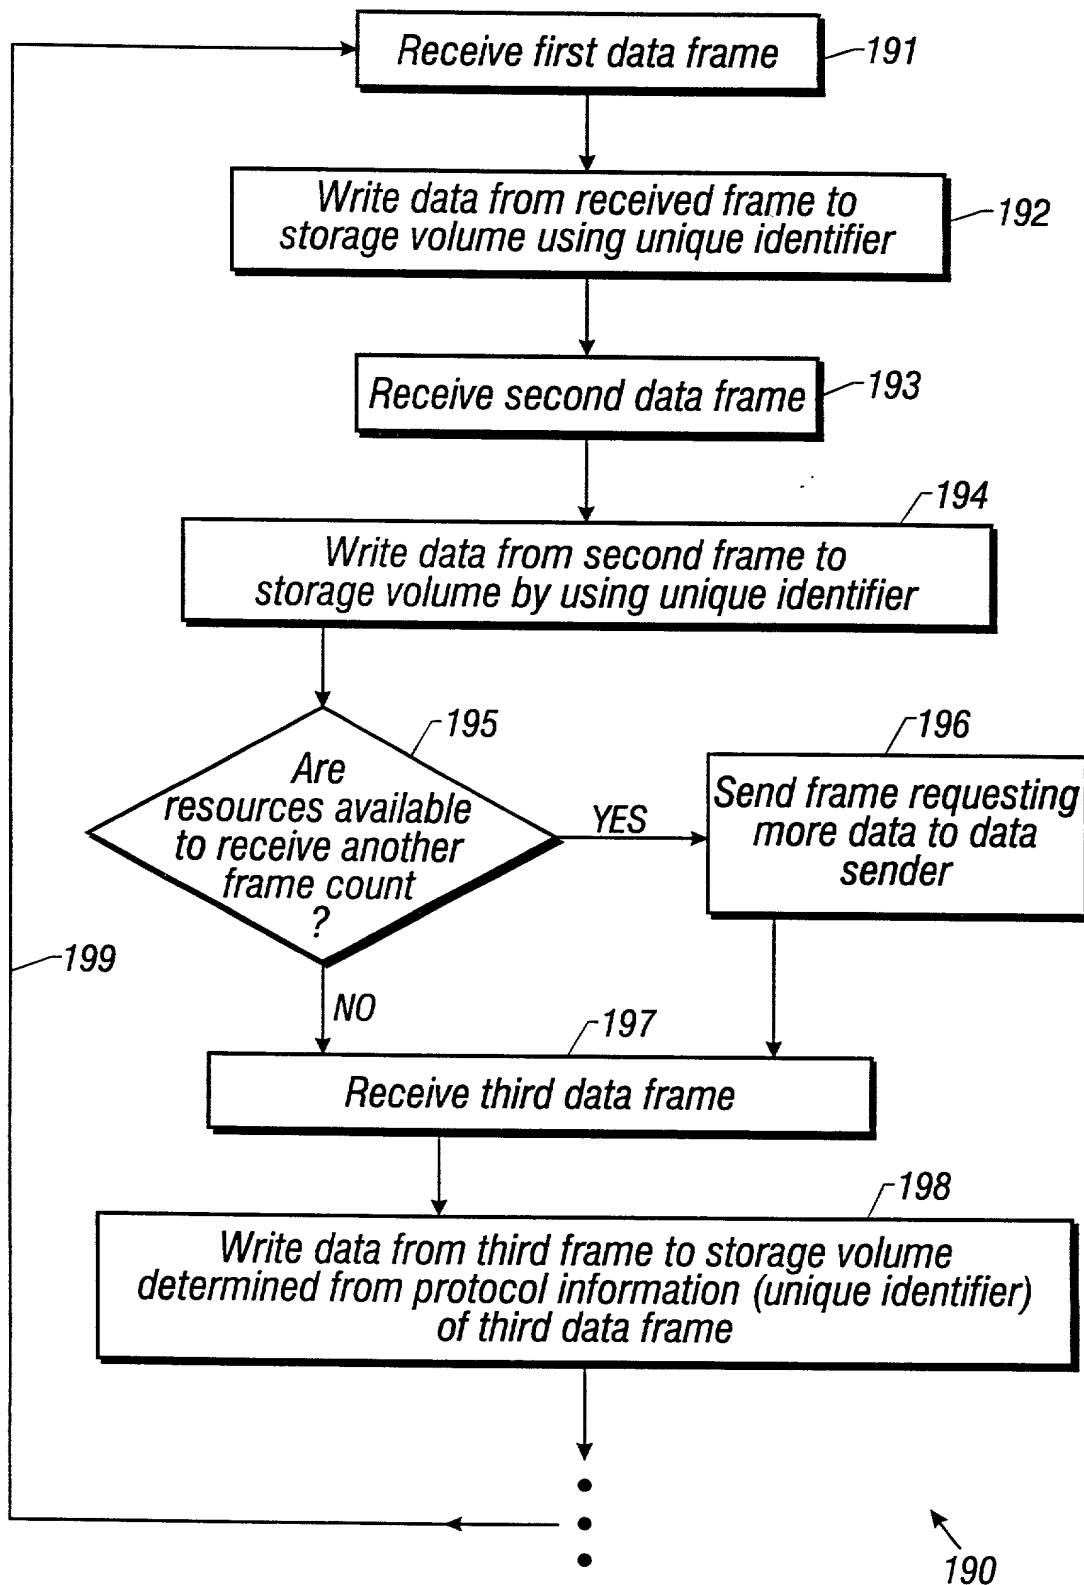 Receive first data frame
191
Write data from received frame to
storage volume using unique identifier
192
Receive second data frame
193
194
Write data from second frame to
storage volume by using unique identifier
195
Are
resources available
to receive another
frame count
?
YES
196
Send frame requesting
more data to data
sender
199
NO
197
Receive third data frame
198
Write data from third frame to storage volume
determined from protocol information (unique identifier)
of third data frame
190